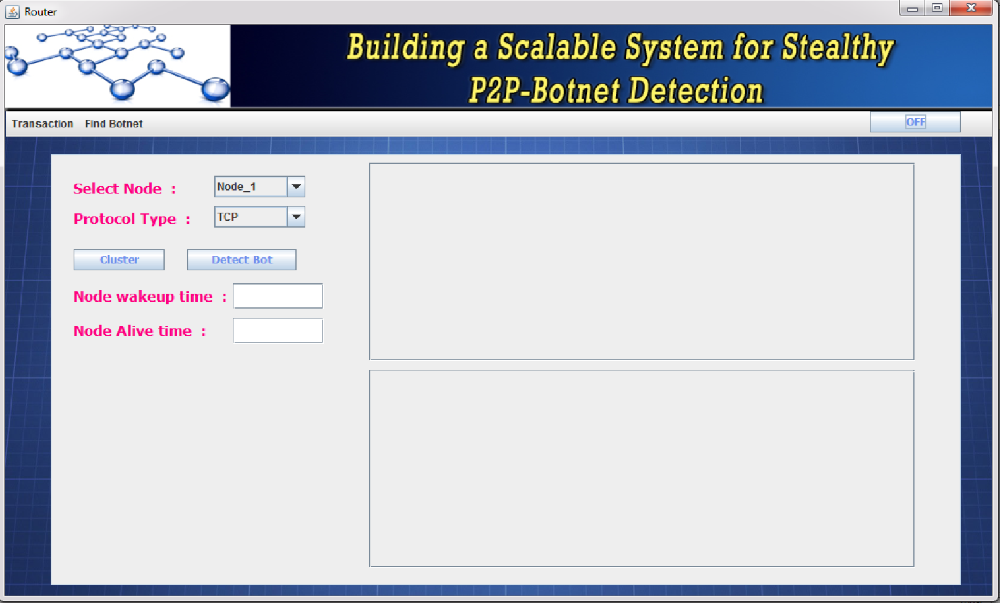 Router
Building a Scalable System for Stealthy
P2P-Botnet Detection
Transaction Find Botnet OFF
Select Node : Node_1
Protocol Type : TCP
Cluster Detect Bot
Node wakeup time :
Node Alive time :